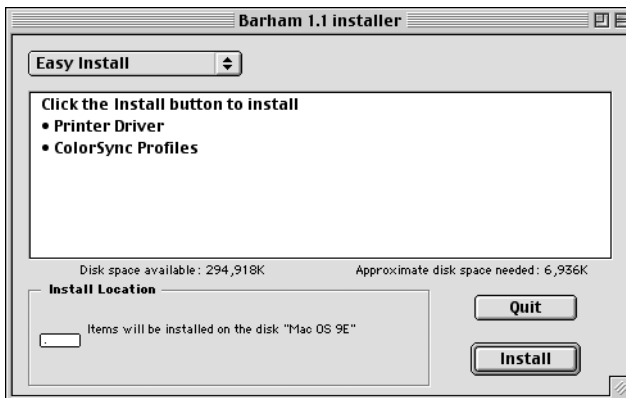 Barham 1.1 installer
Easy Install
Click the Install button to install
• Printer Driver
• ColorSync Profiles
Disk space available: 294,918K
Approximate disk space needed: 6,936K
Install Location
Items will be installed on the disk "Mac OS 9E"
Quit
Install